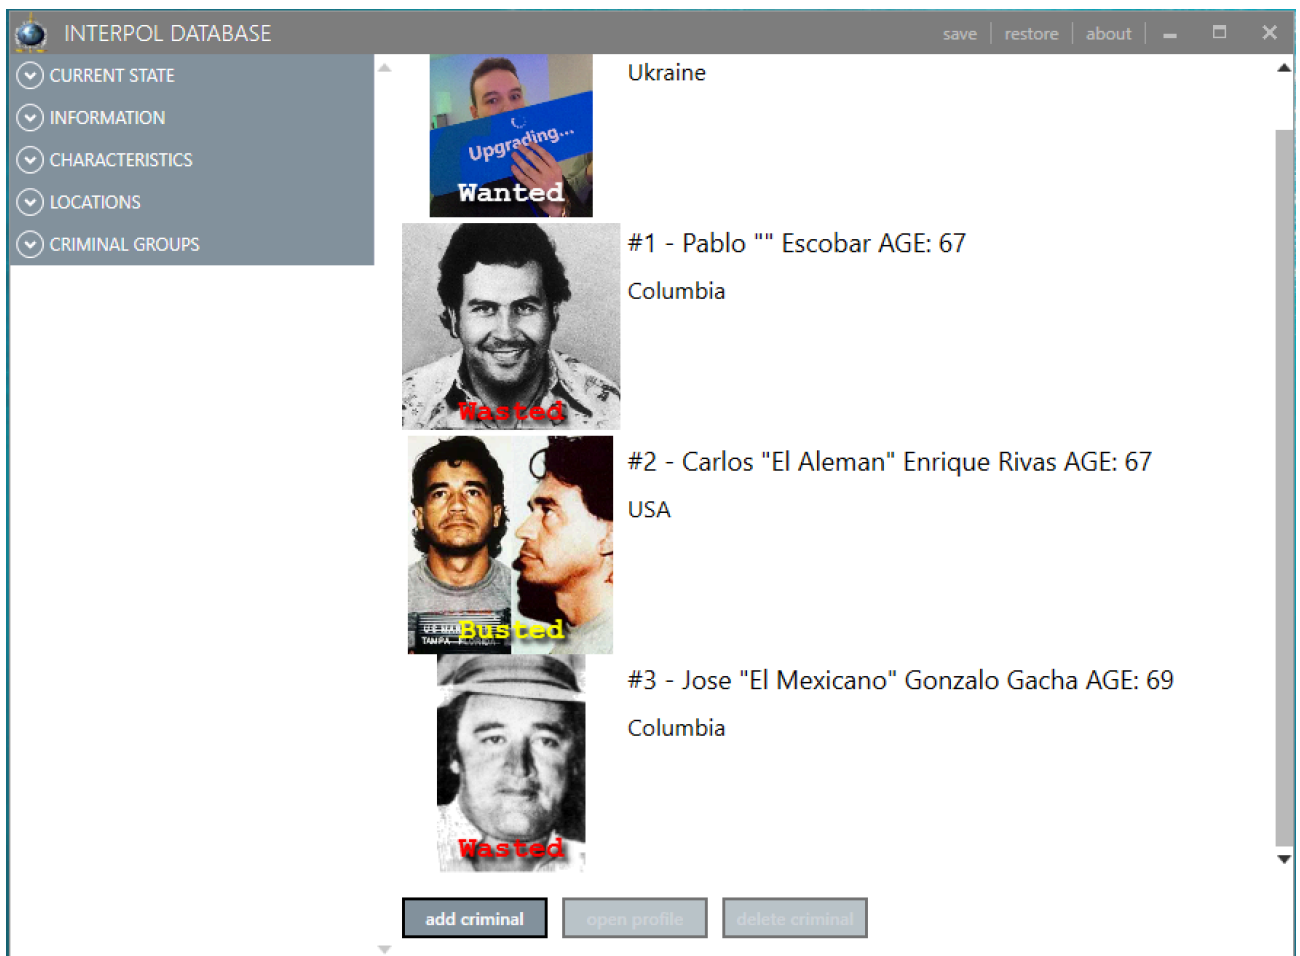 INTERPOL DATABASE
save | restore | about
CURRENT STATE
INFORMATION
CHARACTERISTICS
LOCATIONS
CRIMINAL GROUPS
Ukraine
Upgrading...
Wanted
#1 - Pablo "" Escobar AGE: 67
Columbia
Wasted
#2 - Carlos "El Aleman" Enrique Rivas AGE: 67
USA
Busted
TAMPA
#3 - Jose "El Mexicano" Gonzalo Gacha AGE: 69
Columbia
Wasted
add criminal
open profile
delete criminal